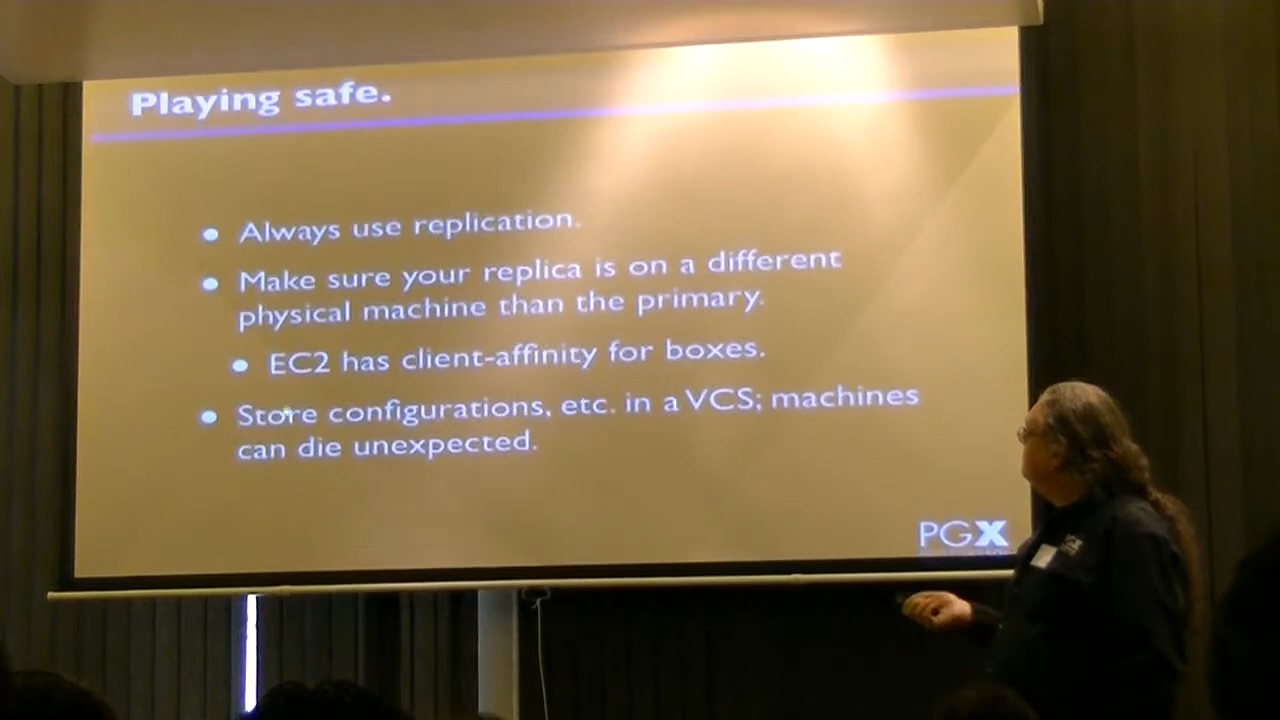 Playing safe.
Always use replication.
Make sure your replica is on a different
physical machine than the primary.
EC2 has client-affinity for boxes.
Store configurations, etc. in a VCS; machines
can die unexpected.
PGX